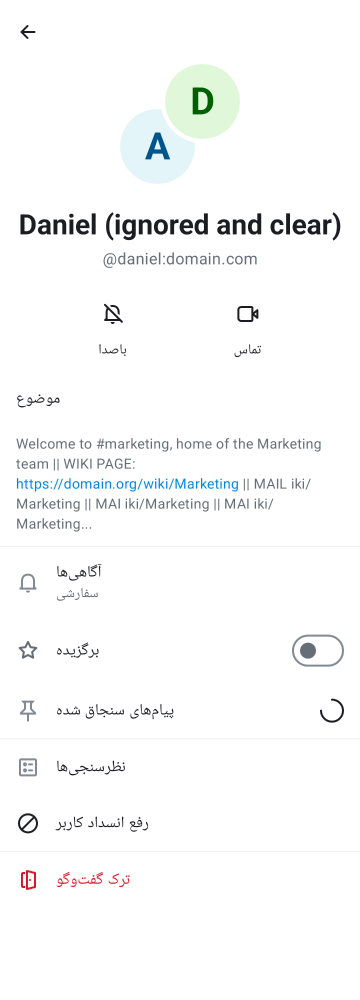 D
A
Daniel (ignored and clear)
@daniel:domain.com
باصدا
تماس
موضوع
Welcome to #marketing, home of the Marketing
team || WIKI PAGE:
https://domain.org/wiki/Marketing || MAIL iki/
Marketing || MAI iki/Marketing || MAI iki/
Marketing...
آگاهی‌ها
سفارشی
برگزیده
پیام‌های سنجاق شده
نظرسنجی‌ها
رفع انسداد کاربر
ترک گفت‌وگو